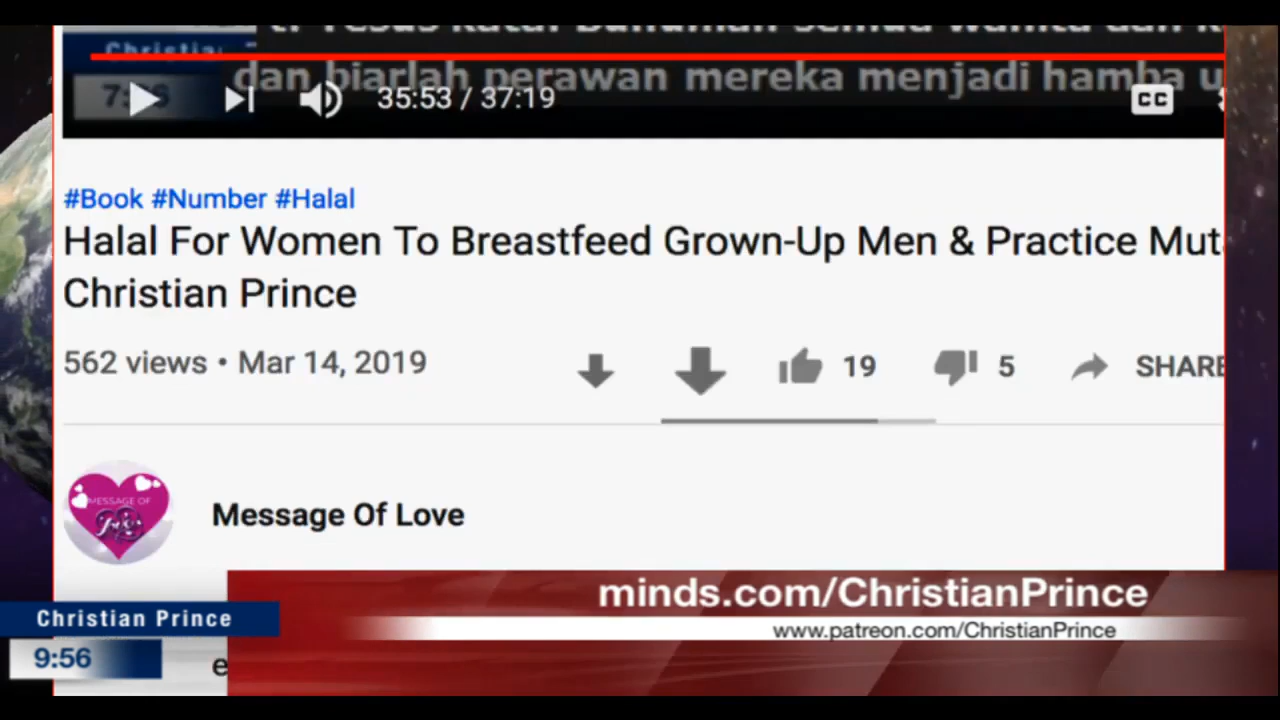 dan biarlah perawan mereka menjadi hamba u
35:53 / 37:19
CC
#Book #Number #Halal
Halal For Women To Breastfeed Grown-Up Men & Practice Mut
Christian Prince
562 views • Mar 14, 2019
19
5
SHARE
MESSAGE OF
Message Of Love
minds.com/ChristianPrince
Christian Prince
www.patreon.com/ChristianPrince
9:56
e